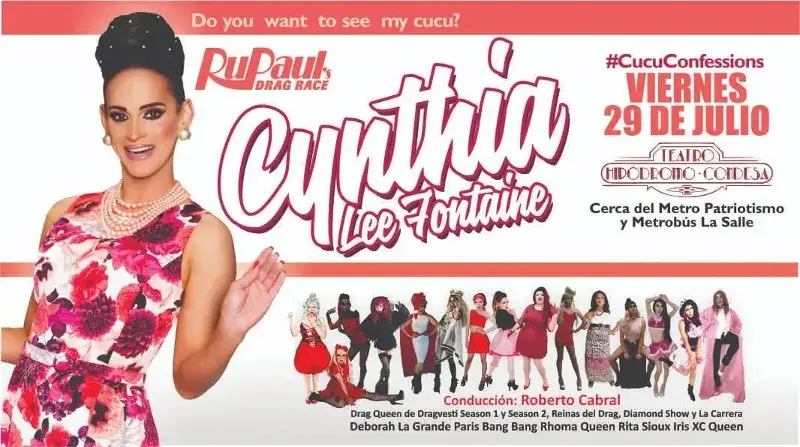 Do you want to see my cucu?
RuPaul's
DRAG RACE
Cynthia
Lee Fontaine
#CucuConfessions
VIERNES
29 DE JULIO
TEATRO
HIPÓDROMO·CONDESA
Cerca del Metro Patriotismo
y Metrobús La Salle
Conducción: Roberto Cabral
Drag Queen de Dragvesti Season 1 y Season 2, Reinas del Drag, Diamond Show y La Carrera
Deborah La Grande Paris Bang Bang Rhoma Queen Rita Sioux Iris XC Queen